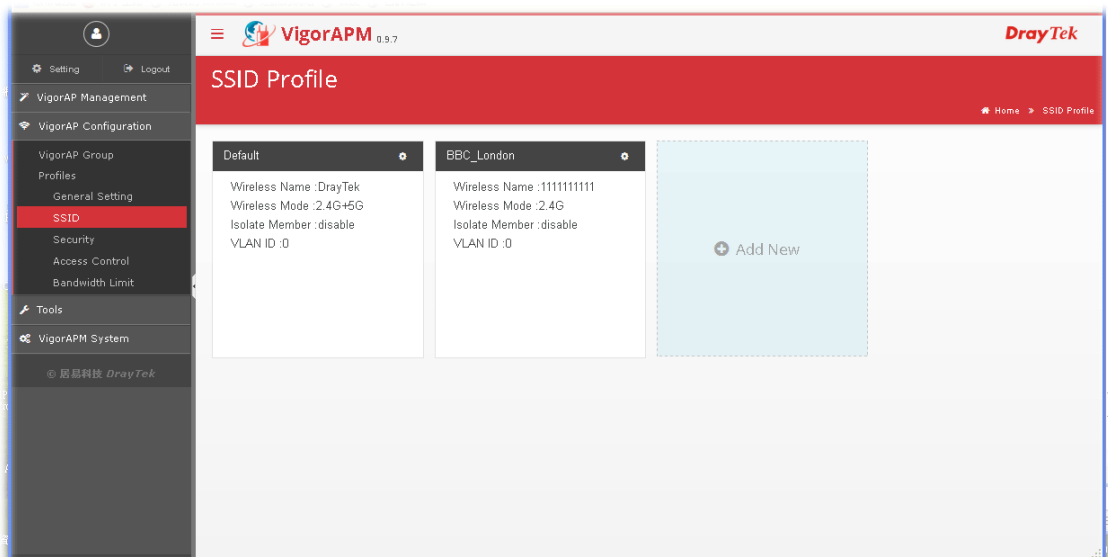 VigorAPM 0.9.7
DrayTek
Setting
Logout
VigorAP Management
VigorAP Configuration
VigorAP Group
Profiles
General Setting
SSID
Security
Access Control
Bandwidth Limit
Tools
VigorAPM System
© 居易科技 DrayTek
SSID Profile
Home » SSID Profile
Default
Wireless Name :DrayTek
Wireless Mode :2.4G+5G
Isolate Member :disable
VLAN ID :0
BBC_London
Wireless Name :1111111111
Wireless Mode :2.4G
Isolate Member :disable
VLAN ID :0
Add New